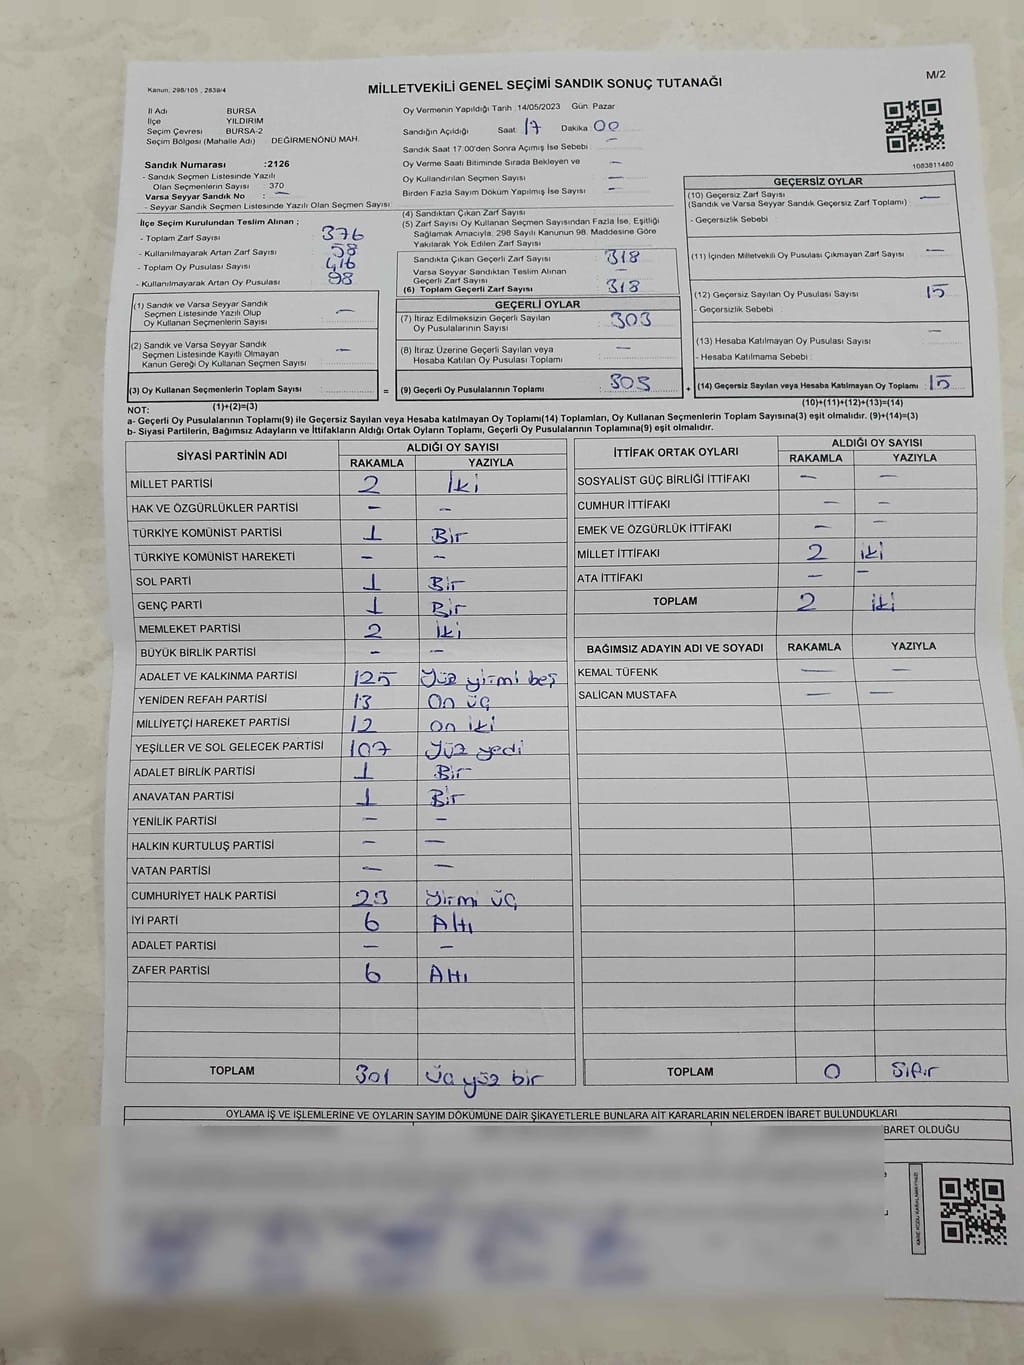 M/2
Kanun: 298/105 , 2839/4
MİLLETVEKİLİ GENEL SEÇİMİ SANDIK SONUÇ TUTANAĞI
İl Adı BURSA
İlçe YILDIRIM
Seçim Çevresi BURSA-2
Seçim Bölgesi (Mahalle Adı) DEĞİRMENÖNÜ MAH.
Sandık Numarası :2126
- Sandık Seçmen Listesinde Yazılı
Olan Seçmenlerin Sayısı : 370
Varsa Seyyar Sandık No : —
- Seyyar Sandık Seçmen Listesinde Yazılı Olan Seçmen Sayısı:
Oy Vermenin Yapıldığı Tarih :14/05/2023 Gün: Pazar
Sandığın Açıldığı Saat 17 Dakika 00
Sandık Saat 17.00'den Sonra Açılmış İse Sebebi : —
Oy Verme Saati Bitiminde Sırada Bekleyen ve —
Oy Kullandırılan Seçmen Sayısı —
Birden Fazla Sayım Döküm Yapılmış İse Sayısı —
1083811480
İlçe Seçim Kurulundan Teslim Alınan ;
- Toplam Zarf Sayısı 376
- Kullanılmayarak Artan Zarf Sayısı 58
- Toplam Oy Pusulası Sayısı 416
- Kullanılmayarak Artan Oy Pusulası 98
(1) Sandık ve Varsa Seyyar Sandık
Seçmen Listesinde Yazılı Olup
Oy Kullanan Seçmenlerin Sayısı —
(2) Sandık ve Varsa Seyyar Sandık
Seçmen Listesinde Kayıtlı Olmayan
Kanun Gereği Oy Kullanan Seçmen Sayısı —
(3) Oy Kullanan Seçmenlerin Toplam Sayısı =
(1)+(2)=(3)
(4) Sandıktan Çıkan Zarf Sayısı
(5) Zarf Sayısı Oy Kullanan Seçmen Sayısından Fazla İse, Eşitliği
Sağlamak Amacıyla, 298 Sayılı Kanunun 98. Maddesine Göre
Yakılarak Yok Edilen Zarf Sayısı
Sandıkta Çıkan Geçerli Zarf Sayısı 318
Varsa Seyyar Sandıktan Teslim Alınan
Geçerli Zarf Sayısı —
(6) Toplam Geçerli Zarf Sayısı 318
GEÇERLİ OYLAR
(7) İtiraz Edilmeksizin Geçerli Sayılan
Oy Pusulalarının Sayısı 303
(8) İtiraz Üzerine Geçerli Sayılan veya
Hesaba Katılan Oy Pusulası Toplamı —
(9) Geçerli Oy Pusulalarının Toplamı 303 +
GEÇERSİZ OYLAR
(10) Geçersiz Zarf Sayısı
(Sandık ve Varsa Seyyar Sandık Geçersiz Zarf Toplamı) : —
- Geçersizlik Sebebi :
(11) İçinden Milletvekili Oy Pusulası Çıkmayan Zarf Sayısı —
(12) Geçersiz Sayılan Oy Pusulası Sayısı 15
- Geçersizlik Sebebi :
(13) Hesaba Katılmayan Oy Pusulası Sayısı : —
- Hesaba Katılmama Sebebi :
(14) Geçersiz Sayılan veya Hesaba Katılmayan Oy Toplamı : 15
(10)+(11)+(12)+(13)=(14)
NOT:
a- Geçerli Oy Pusulalarının Toplamı(9) ile Geçersiz Sayılan veya Hesaba katılmayan Oy Toplamı(14) Toplamları, Oy Kullanan Seçmenlerin Toplam Sayısına(3) eşit olmalıdır. (9)+(14)=(3)
b- Siyasi Partilerin, Bağımsız Adayların ve İttifakların Aldığı Ortak Oyların Toplamı, Geçerli Oy Pusulalarının Toplamına(9) eşit olmalıdır.
SİYASİ PARTİNİN ADI ALDIĞI OY SAYISI
RAKAMLA YAZIYLA
MİLLET PARTİSİ 2 İki
HAK VE ÖZGÜRLÜKLER PARTİSİ — —
TÜRKİYE KOMÜNİST PARTİSİ 1 Bir
TÜRKİYE KOMÜNİST HAREKETİ — —
SOL PARTİ 1 Bir
GENÇ PARTİ 1 Bir
MEMLEKET PARTİSİ 2 İki
BÜYÜK BİRLİK PARTİSİ — —
ADALET VE KALKINMA PARTİSİ 125 Yüz yirmi beş
YENİDEN REFAH PARTİSİ 13 On üç
MİLLİYETÇİ HAREKET PARTİSİ 12 on iki
YEŞİLLER VE SOL GELECEK PARTİSİ 107 Yüz yedi
ADALET BİRLİK PARTİSİ 1 Bir
ANAVATAN PARTİSİ 1 Bir
YENİLİK PARTİSİ — —
HALKIN KURTULUŞ PARTİSİ — —
VATAN PARTİSİ — —
CUMHURİYET HALK PARTİSİ 23 Yirmi üç
İYİ PARTİ 6 Altı
ADALET PARTİSİ — —
ZAFER PARTİSİ 6 Altı
TOPLAM 301 üç yüz bir
İTTİFAK ORTAK OYLARI ALDIĞI OY SAYISI
RAKAMLA YAZIYLA
SOSYALİST GÜÇ BİRLİĞİ İTTİFAKI — —
CUMHUR İTTİFAKI — —
EMEK VE ÖZGÜRLÜK İTTİFAKI — —
MİLLET İTTİFAKI 2 iki
ATA İTTİFAKI — —
TOPLAM 2 iki
BAĞIMSIZ ADAYIN ADI VE SOYADI RAKAMLA YAZIYLA
KEMAL TÜFENK — —
SALİCAN MUSTAFA — —
TOPLAM 0 Sıfır
OYLAMA İŞ VE İŞLEMLERİNE VE OYLARIN SAYIM DÖKÜMÜNE DAİR ŞİKAYETLERLE BUNLARA AİT KARARLARIN NELERDEN İBARET BULUNDUKLARI
BARET OLDUĞU
KARE KODU KARALAMAYINIZ!